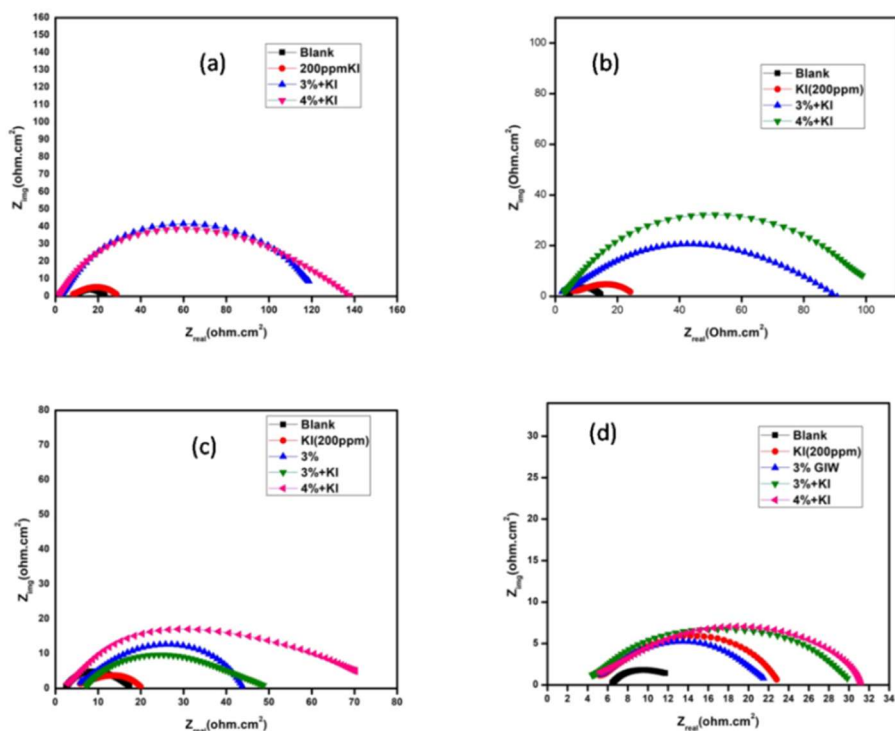 (a)
Blank
200ppmKI
3%+KI
4%+KI
160
150
140
130
120
110
100
90
80
70
60
50
40
30
20
10
0
Zimg(ohm.cm2)
0 20 40 60 80 100 120 140 160
Zreal(ohm.cm2)
(b)
Blank
KI(200ppm)
3%+KI
4%+KI
100
80
60
40
20
0
Zimg(Ohm.cm2)
0 20 40 60 80 100
Zreal(Ohm.cm2)
(c)
Blank
KI(200ppm)
3%
3%+KI
4%+KI
80
70
60
50
40
30
20
10
0
Zimg(ohm.cm2)
0 10 20 30 40 50 60 70 80
Zreal(ohm.cm2)
(d)
Blank
KI(200ppm)
3% GIW
3%+KI
4%+KI
30
25
20
15
10
5
0
Zimg(ohm.cm2)
0 2 4 6 8 10 12 14 16 18 20 22 24 26 28 30 32 34
Zreal(ohm.cm2)